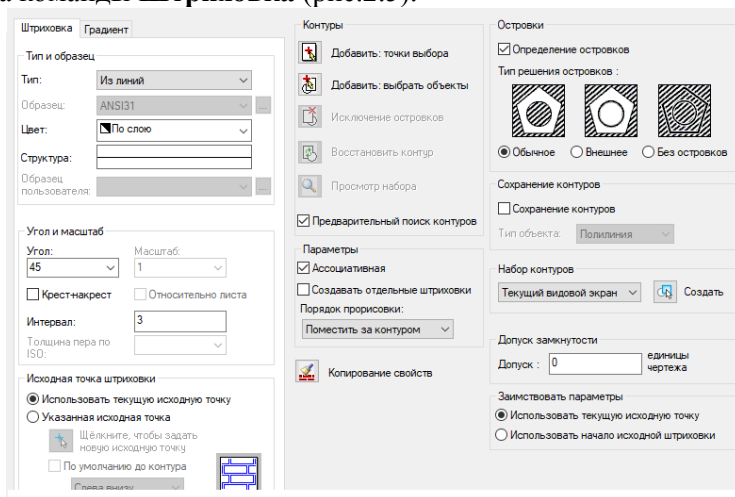 а команды Штриховка (рис.2.3).
Штриховка Градиент
Тип и образец
Тип: Из линий
Образец: ANSI31 ...
Цвет: По слою
Структура:
Образец
пользователя: ...
Угол и масштаб
Угол: Масштаб:
45 1
Крест-накрест Относительно листа
Интервал: 3
Толщина пера по
ISO:
Исходная точка штриховки
Использовать текущую исходную точку
Указанная исходная точка
Щёлкните, чтобы задать
новую исходную точку
По умолчанию до контура
Слева внизу
Контуры
Добавить: точки выбора
Добавить: выбрать объекты
Исключение островков
Восстановить контур
Просмотр набора
Предварительный поиск контуров
Параметры
Ассоциативная
Создавать отдельные штриховки
Порядок прорисовки:
Поместить за контуром
Копирование свойств
Островки
Определение островков
Тип решения островков :
Обычное Внешнее Без островков
Сохранение контуров
Сохранение контуров
Тип объекта: Полилиния
Набор контуров
Текущий видовой экран Создать
Допуск замкнутости
Допуск : 0 единицы
чертежа
Заимствовать параметры
Использовать текущую исходную точку
Использовать начало исходной штриховки